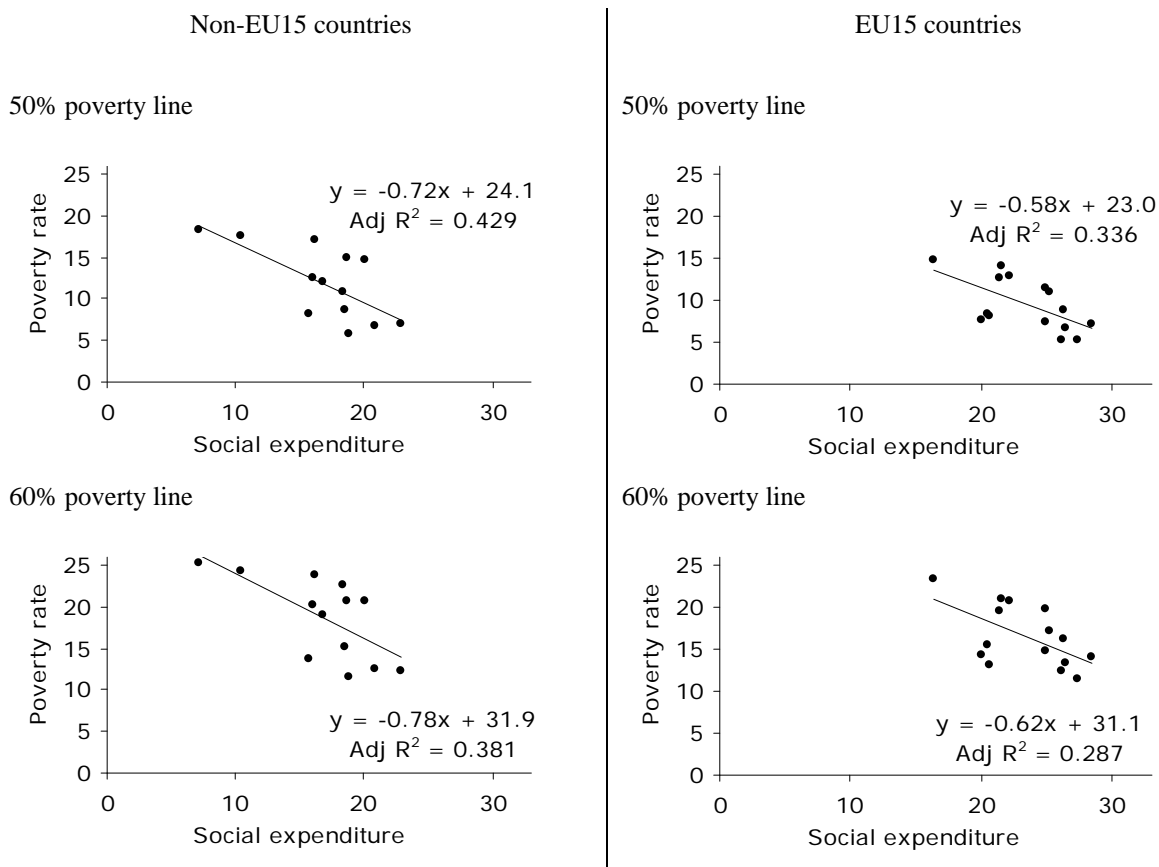 Non-EU15 countries
50% poverty line
25
20
15
10
5
0
Poverty rate
y = -0.72x + 24.1
Adj R² = 0.429
0 10 20 30
Social expenditure
60% poverty line
25
20
15
10
5
0
Poverty rate
y = -0.78x + 31.9
Adj R² = 0.381
0 10 20 30
Social expenditure
EU15 countries
50% poverty line
25
20
15
10
5
0
Poverty rate
y = -0.58x + 23.0
Adj R² = 0.336
0 10 20 30
Social expenditure
60% poverty line
25
20
15
10
5
0
Poverty rate
y = -0.62x + 31.1
Adj R² = 0.287
0 10 20 30
Social expenditure